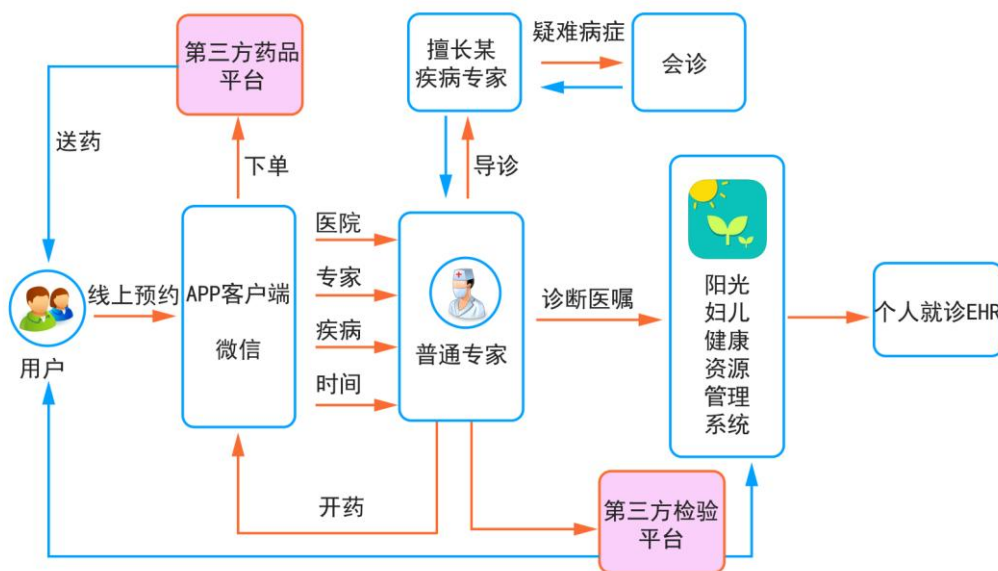 第三方药品
平台
擅长某
疾病专家
疑难病症
会诊
送药
下单
导诊
医院
专家
疾病
时间
线上预约
APP客户端
微信
用户
普通专家
诊断医嘱
阳光
妇儿
健康
资源
管理
系统
个人就诊EHR
开药
第三方检验
平台